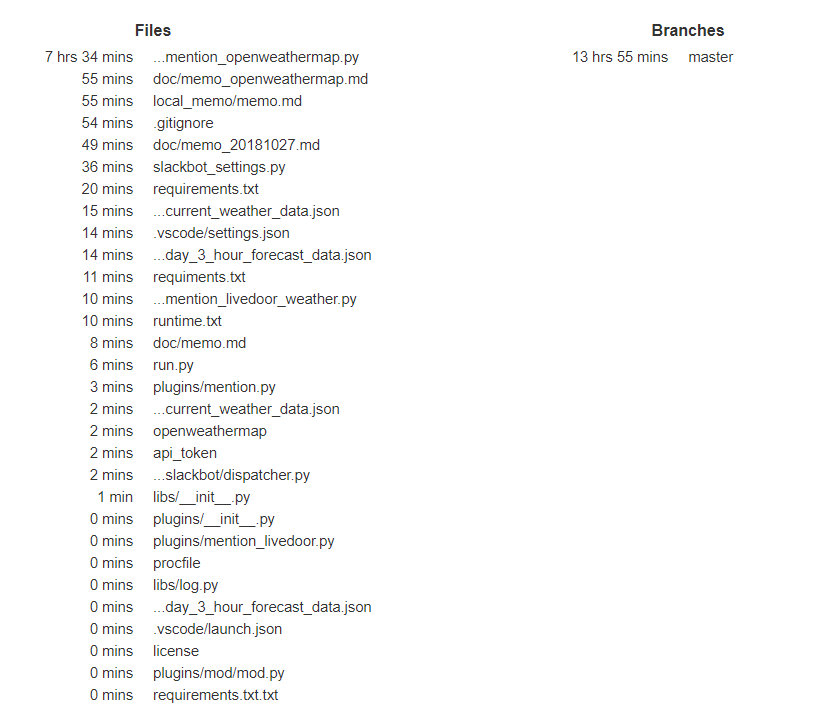 Files
7 hrs 34 mins ...mention_openweathermap.py
55 mins doc/memo_openweathermap.md
55 mins local_memo/memo.md
54 mins .gitignore
49 mins doc/memo_20181027.md
36 mins slackbot_settings.py
20 mins requirements.txt
15 mins ...current_weather_data.json
14 mins .vscode/settings.json
14 mins ...day_3_hour_forecast_data.json
11 mins requiments.txt
10 mins ...mention_livedoor_weather.py
10 mins runtime.txt
8 mins doc/memo.md
6 mins run.py
3 mins plugins/mention.py
2 mins ...current_weather_data.json
2 mins openweathermap
2 mins api_token
2 mins ...slackbot/dispatcher.py
1 min libs/__init__.py
0 mins plugins/__init__.py
0 mins plugins/mention_livedoor.py
0 mins procfile
0 mins libs/log.py
0 mins ...day_3_hour_forecast_data.json
0 mins .vscode/launch.json
0 mins license
0 mins plugins/mod/mod.py
0 mins requirements.txt.txt
Branches
13 hrs 55 mins master